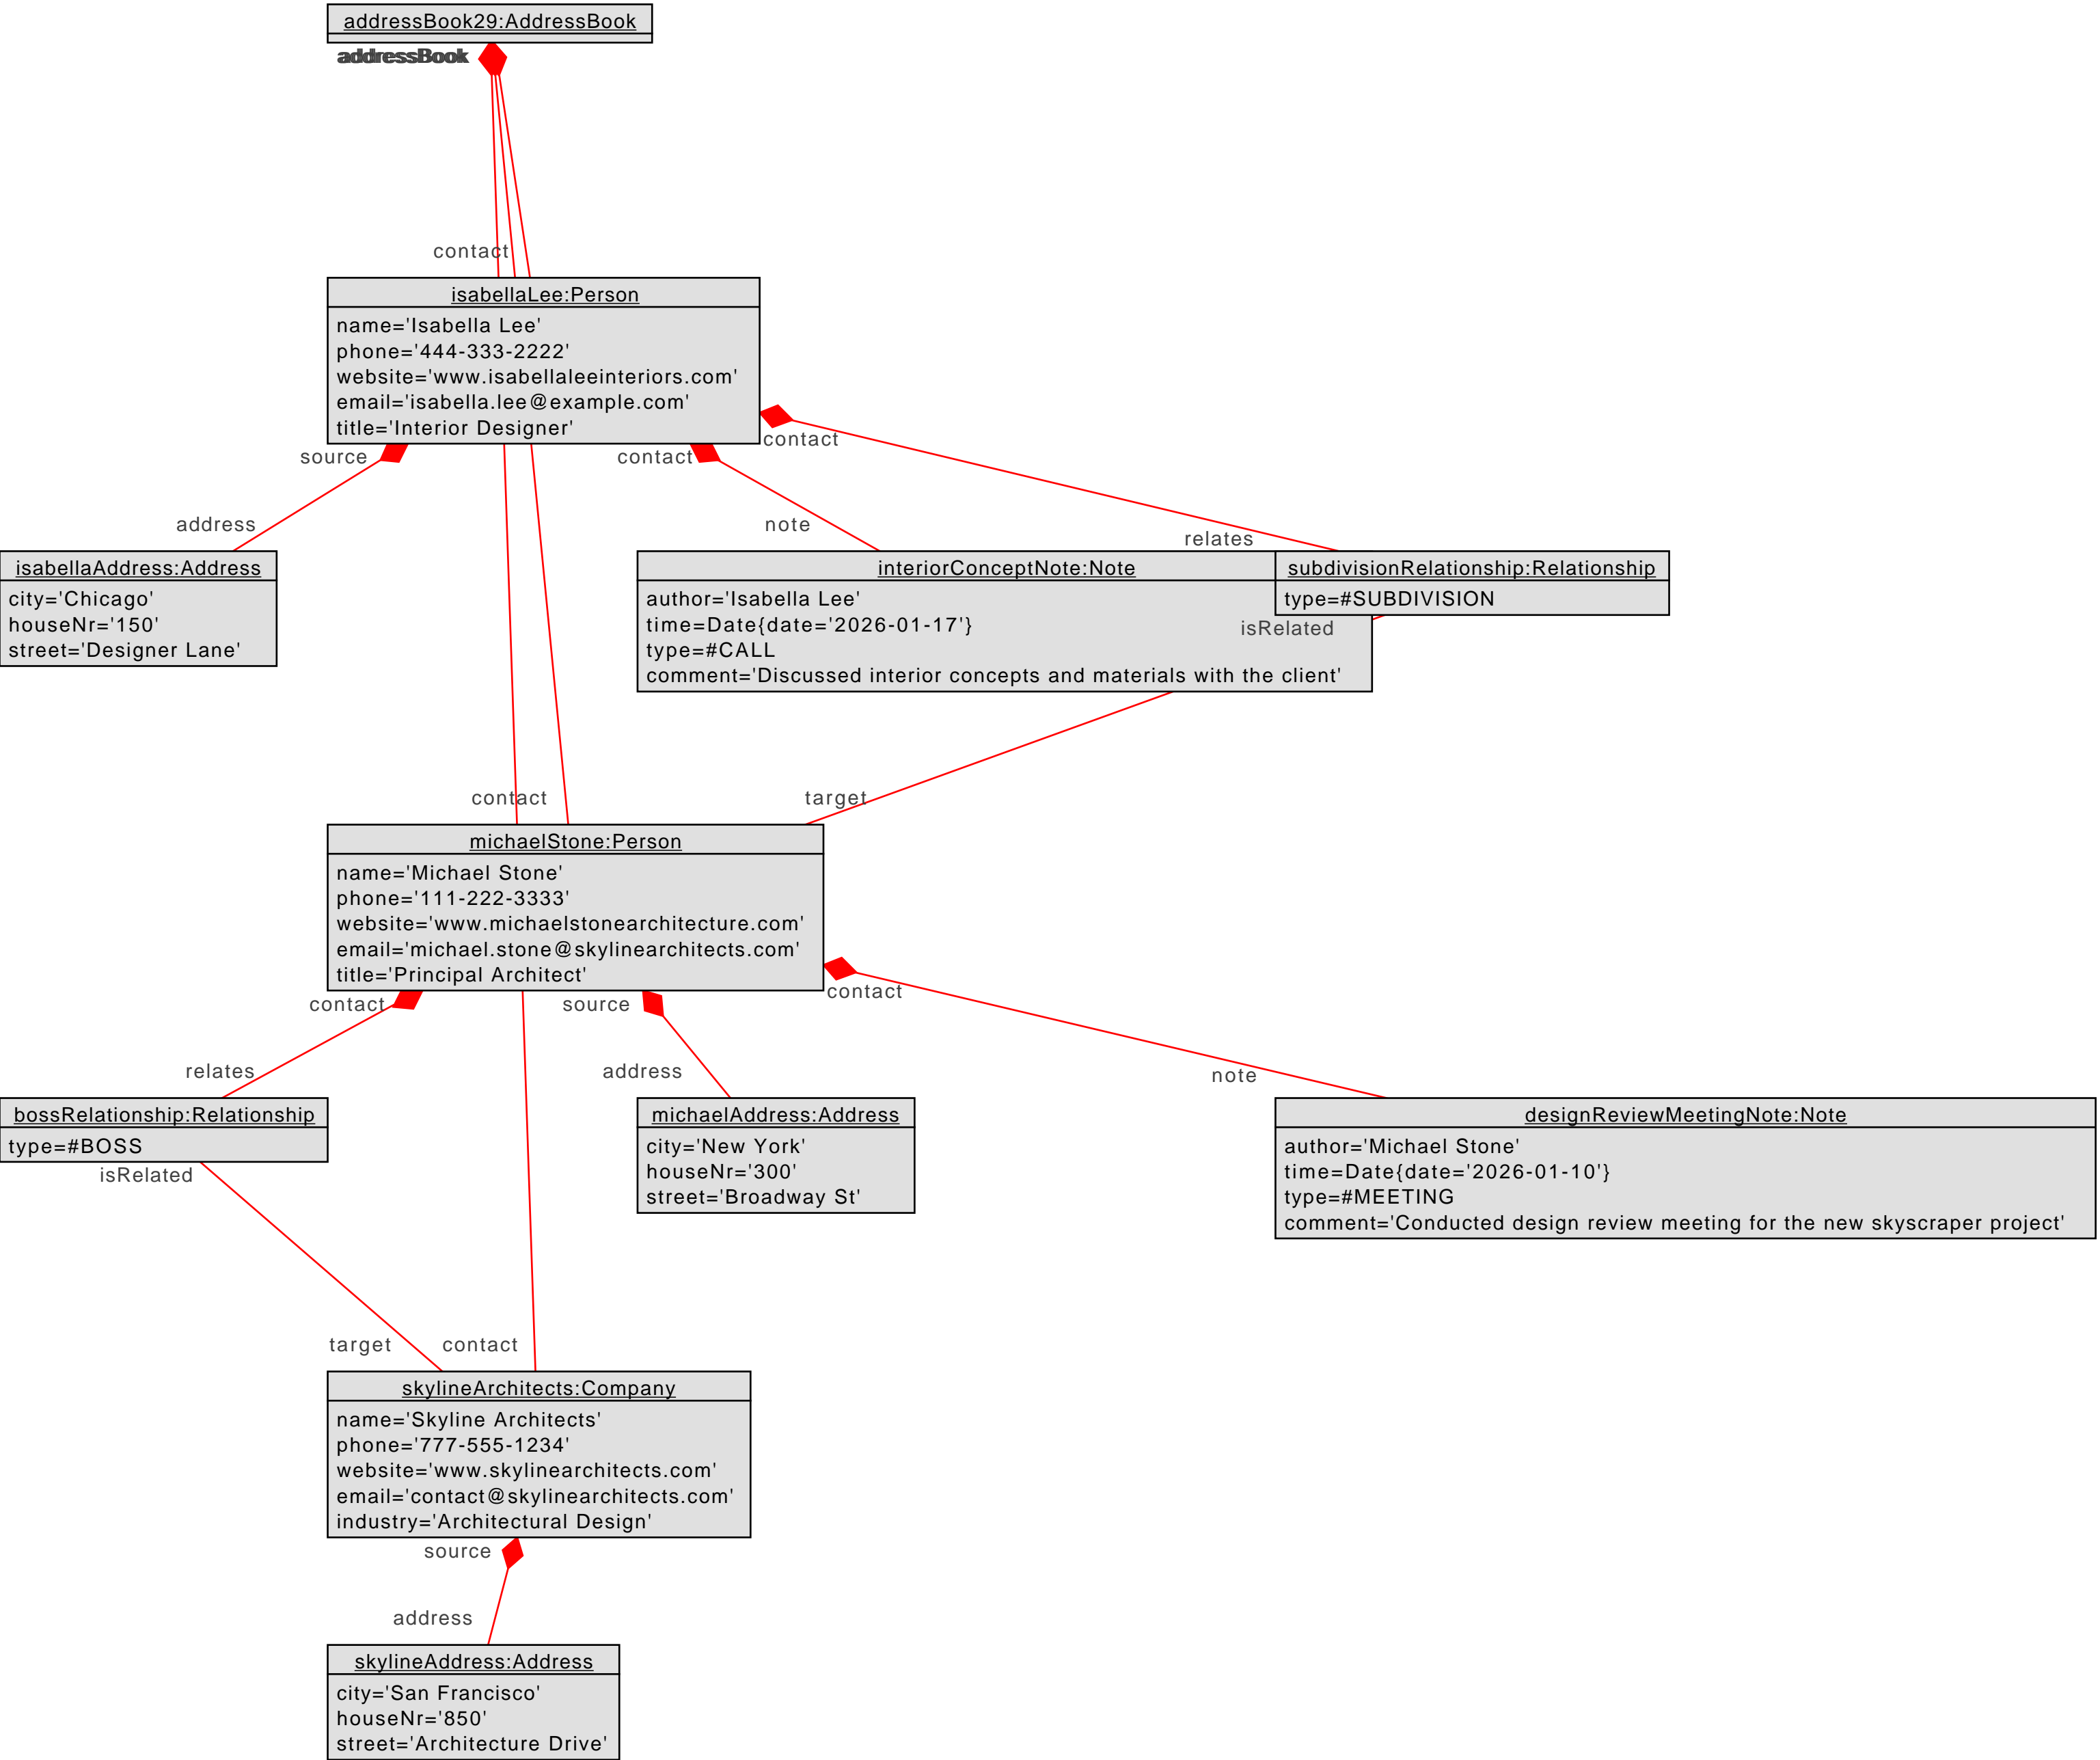 addressBook29:AddressBook
addressBook
contact
isabellaLee:Person
name='Isabella Lee'
phone='444-333-2222'
website='www.isabellaleeinteriors.com'
email='isabella.lee@example.com'
title='Interior Designer'
contact
source
contact
address
note
relates
isabellaAddress:Address
city='Chicago'
houseNr='150'
street='Designer Lane'
interiorConceptNote:Note
author='Isabella Lee'
time=Date{date='2026-01-17'}
type=#CALL
comment='Discussed interior concepts and materials with the client'
subdivisionRelationship:Relationship
type=#SUBDIVISION
isRelated
contact
target
michaelStone:Person
name='Michael Stone'
phone='111-222-3333'
website='www.michaelstonearchitecture.com'
email='michael.stone@skylinearchitects.com'
title='Principal Architect'
contact
source
contact
relates
address
note
bossRelationship:Relationship
type=#BOSS
isRelated
michaelAddress:Address
city='New York'
houseNr='300'
street='Broadway St'
designReviewMeetingNote:Note
author='Michael Stone'
time=Date{date='2026-01-10'}
type=#MEETING
comment='Conducted design review meeting for the new skyscraper project'
target
contact
skylineArchitects:Company
name='Skyline Architects'
phone='777-555-1234'
website='www.skylinearchitects.com'
email='contact@skylinearchitects.com'
industry='Architectural Design'
source
address
skylineAddress:Address
city='San Francisco'
houseNr='850'
street='Architecture Drive'